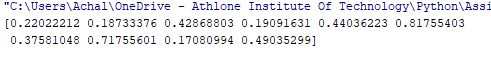 "C:\Users\Achal\OneDrive - Athlone Institute Of Technology\Python\Assi
[0.22022212 0.18733376 0.42868803 0.19091631 0.44036223 0.81755403
0.37581048 0.71755601 0.17080994 0.49035299]